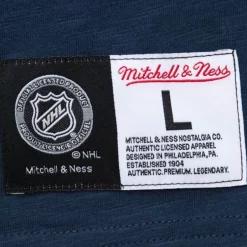 OFFICIAL LICENSED PRODUCT
NHL
PRODUIT LICENCIÉ OFFICIEL
© NHL
Mitchell & Ness
Mitchell & Ness
L
MITCHELL & NESS NOSTALGIA CO.
AUTHENTIC LICENSED APPAREL
DESIGNED IN PHILADELPHIA, PA.
ESTABLISHED 1904
AUTHENTIC. PREMIUM. LEGENDARY.